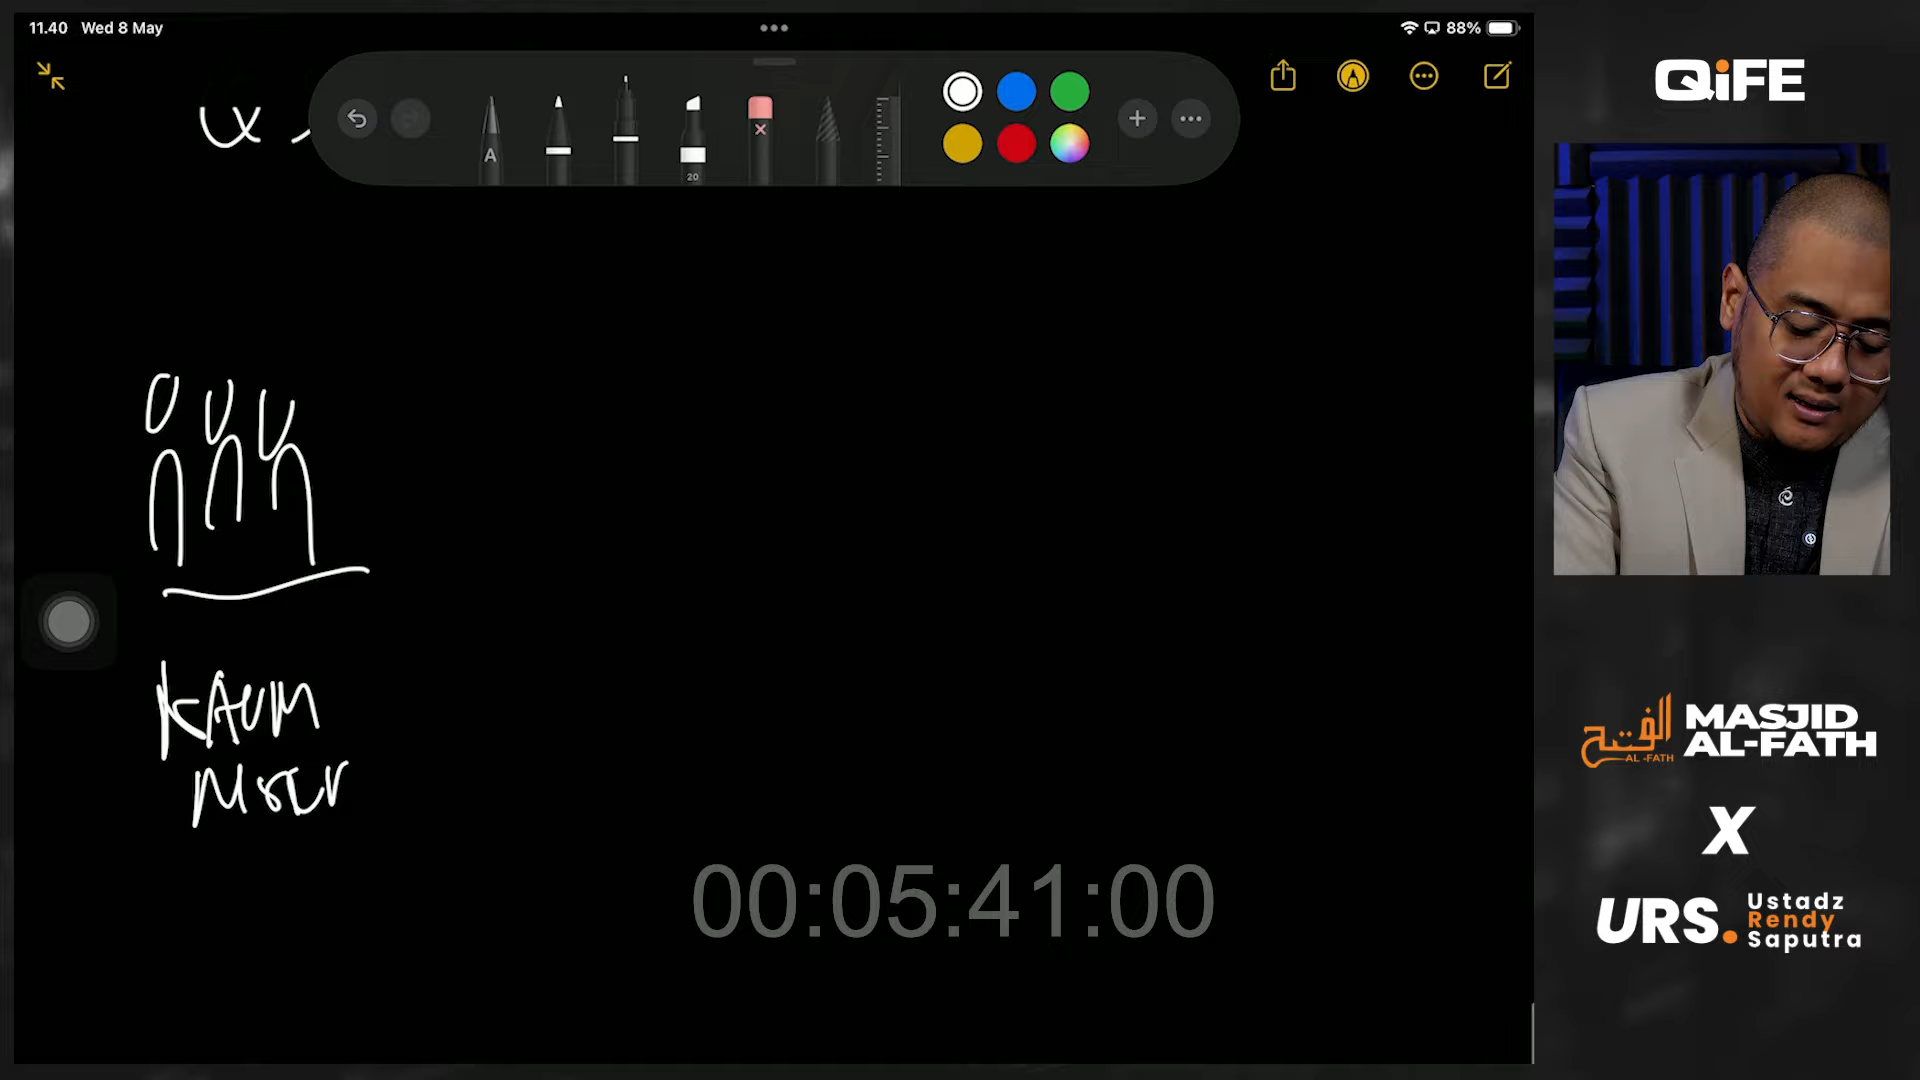 11.40 Wed 8 May
88%
A
20
KAUM
00:05:41:00
QiFE
الفتح
AL -FATH
MASJID
AL-FATH
X
URS.
Ustadz
Rendy
Saputra